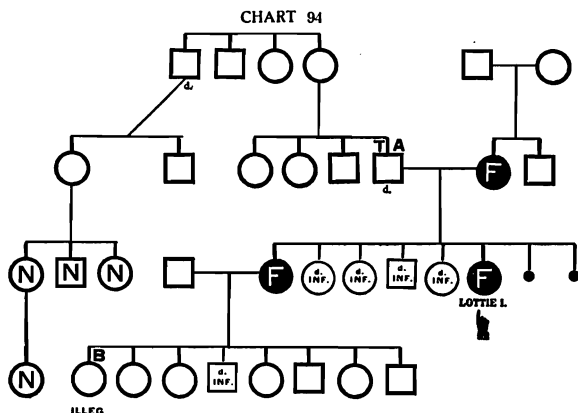 CHART 94
d.
T A
d. F
N N N F d. INF. d. INF. d. INF. d. INF. F
LOTTIE I.
N B d. INF.
ILLEG.